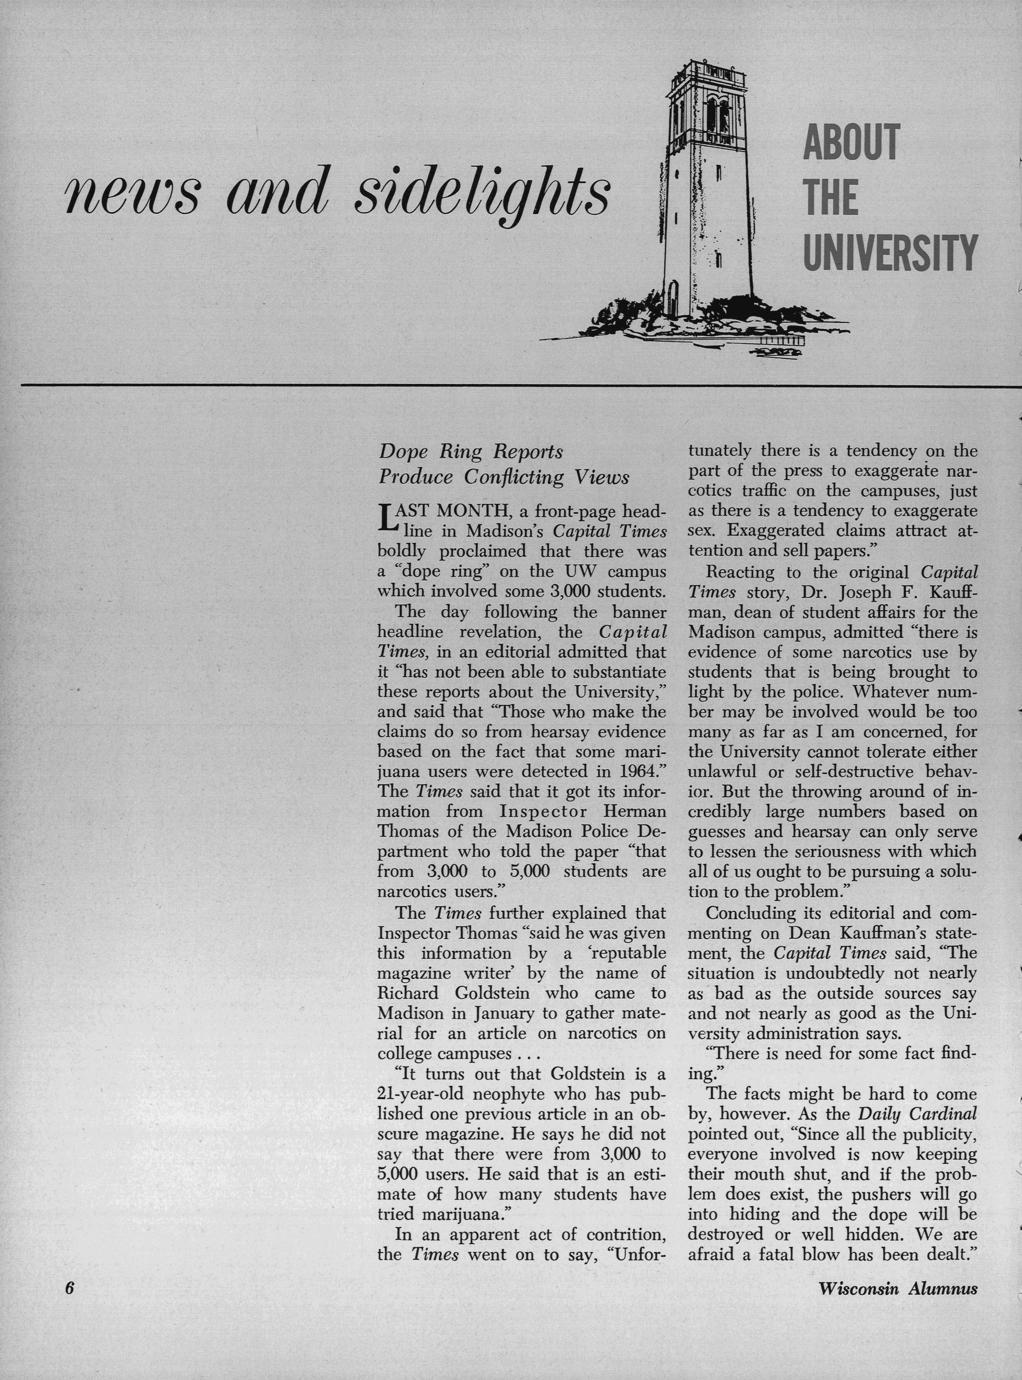 news and sidelights
ABOUT
THE
UNIVERSITY
Dope Ring Reports
Produce Conflicting Views
LAST MONTH, a front-page head-
line in Madison's Capital Times
boldly proclaimed that there was
a “dope ring” on the UW campus
which involved some 3,000 students.
The day following the banner
headline revelation, the Capital
Times, in an editorial admitted that
it “has not been able to substantiate
these reports about the University,”
and said that “Those who make the
claims do so from hearsay evidence
based on the fact that some mari-
juana users were detected in 1964.”
The Times said that it got its infor-
mation from Inspector Herman
Thomas of the Madison Police De-
partment who told the paper “that
from 3,000 to 5,000 students are
narcotics users.”
The Times further explained that
Inspector Thomas “said he was given
this information by a ‘reputable
magazine writer’ by the name of
Richard Goldstein who came to
Madison in January to gather mate-
rial for an article on narcotics on
college campuses . . .
“It turns out that Goldstein is a
21-year-old neophyte who has pub-
lished one previous article in an ob-
scure magazine. He says he did not
say that there were from 3,000 to
5,000 users. He said that is an esti-
mate of how many students have
tried marijuana.”
In an apparent act of contrition,
the Times went on to say, “Unfor-
tunately there is a tendency on the
part of the press to exaggerate nar-
cotics traffic on the campuses, just
as there is a tendency to exaggerate
sex. Exaggerated claims attract at-
tention and sell papers.”
Reacting to the original Capital
Times story, Dr. Joseph F. Kauff-
man, dean of student affairs for the
Madison campus, admitted “there is
evidence of some narcotics use by
students that is being brought to
light by the police. Whatever num-
ber may be involved would be too
many as far as I am concerned, for
the University cannot tolerate either
unlawful or self-destructive behav-
ior. But the throwing around of in-
credibly large numbers based on
guesses and hearsay can only serve
to lessen the seriousness with which
all of us ought to be pursuing a solu-
tion to the problem.”
Concluding its editorial and com-
menting on Dean Kauffman's state-
ment, the Capital Times said, “The
situation is undoubtedly not nearly
as bad as the outside sources say
and not nearly as good as the Uni-
versity administration says.
“There is need for some fact find-
ing.”
The facts might be hard to come
by, however. As the Daily Cardinal
pointed out, “Since all the publicity,
everyone involved is now keeping
their mouth shut, and if the prob-
lem does exist, the pushers will go
into hiding and the dope will be
destroyed or well hidden. We are
afraid a fatal blow has been dealt.”
6
Wisconsin Alumnus